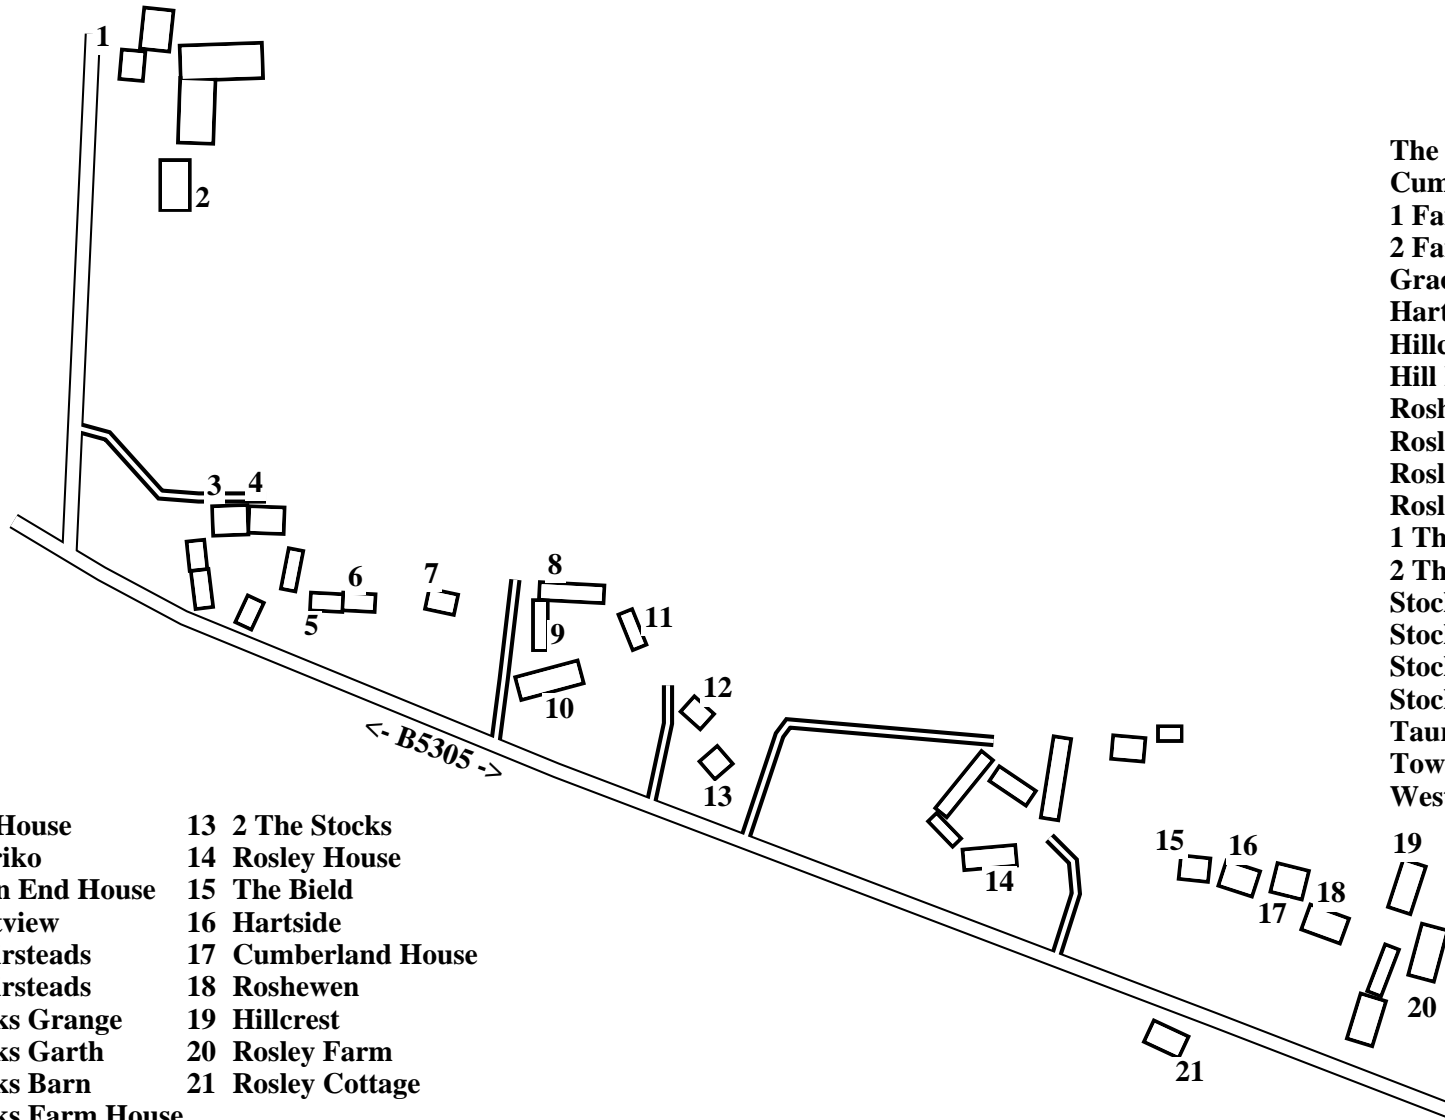 1
2
3 4
5
6
7
8
9
10
11
12
13
<- B5305 ->
14
15
16
17
18
19
20
21
House
riko
n End House
tview
rsteads
rsteads
ks Grange
ks Garth
ks Barn
ks Farm House
13 2 The Stocks
14 Rosley House
15 The Bield
16 Hartside
17 Cumberland House
18 Roshewen
19 Hillcrest
20 Rosley Farm
21 Rosley Cottage
The
Cum
1 Fa
2 Fa
Grac
Hart
Hillc
Hill
Rosh
Rosl
Rosl
Rosl
1 Th
2 Th
Stock
Stock
Stock
Stock
Taur
Tow
West